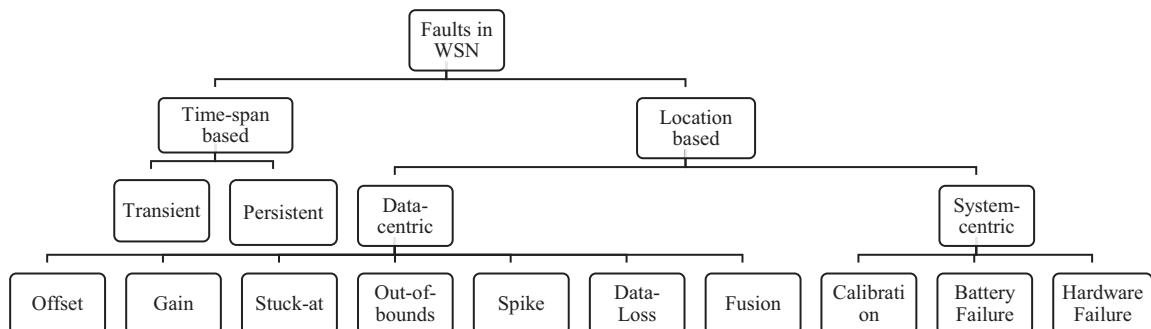 Faults in
WSN
Time-span
based
Location
based
Transient
Persistent
Data-
centric
System-
centric
Offset
Gain
Stuck-at
Out-of-
bounds
Spike
Data-
Loss
Fusion
Calibrati
on
Battery
Failure
Hardware
Failure